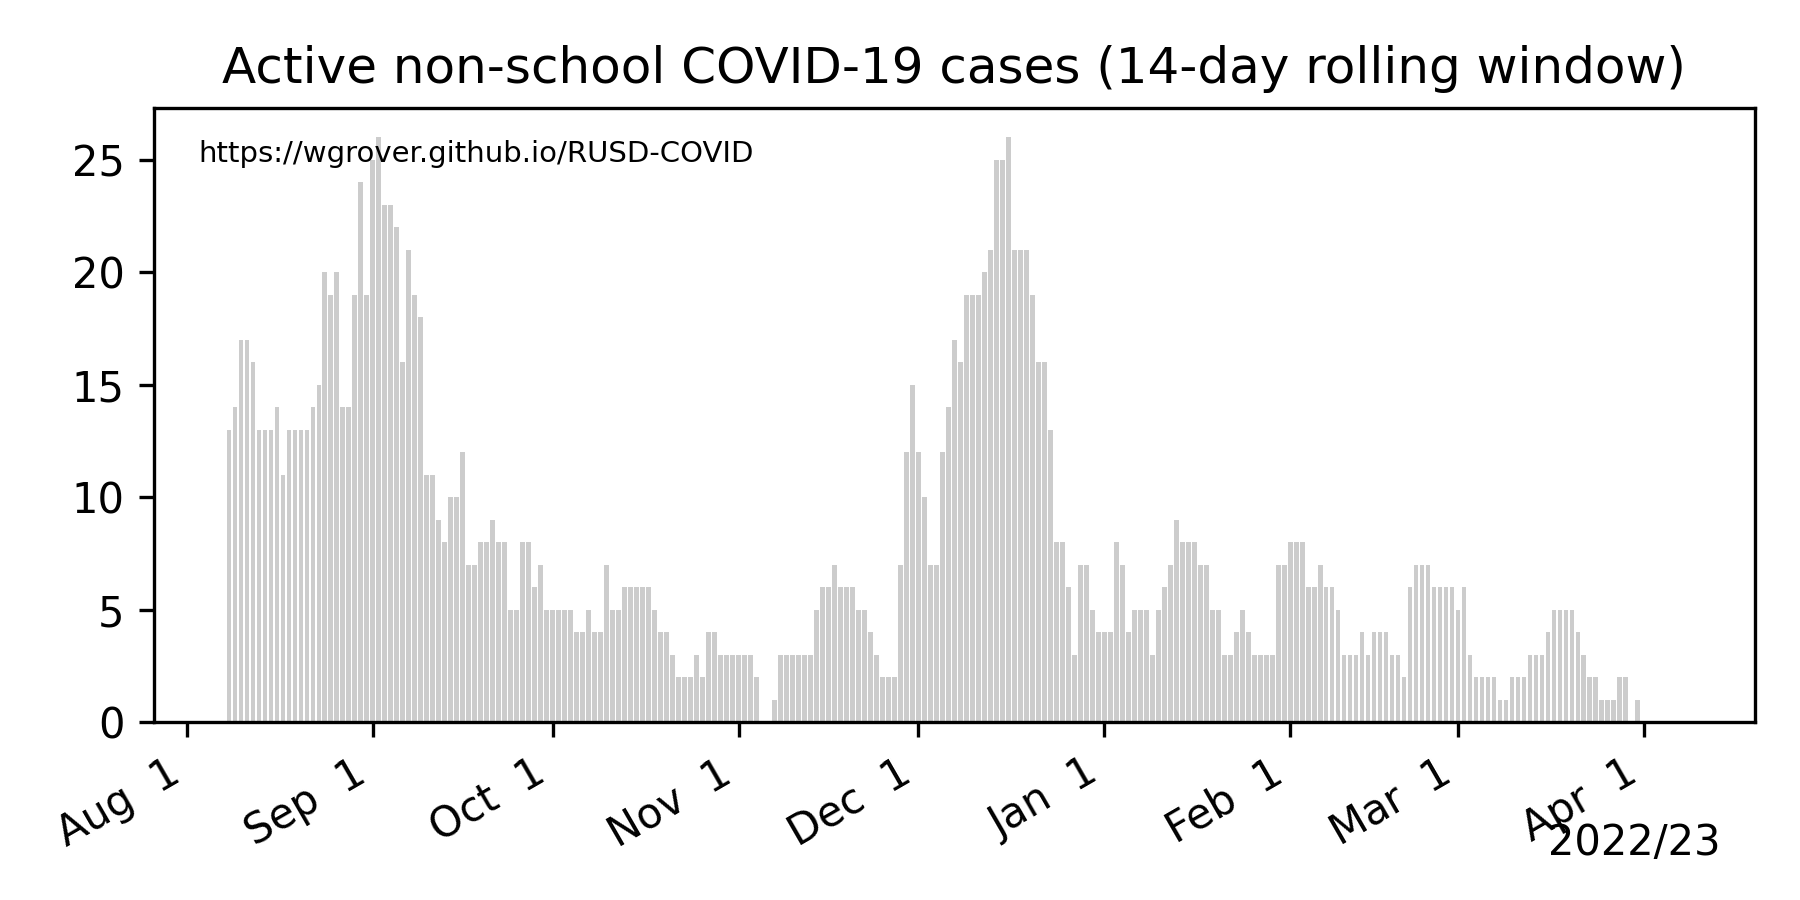 Active non-school COVID-19 cases (14-day rolling window)
https://wgrover.github.io/RUSD-COVID
25
20
15
10
5
0
Aug 1
Sep 1
Oct 1
Nov 1
Dec 1
Jan 1
Feb 1
Mar 1
Apr 1
2022/23